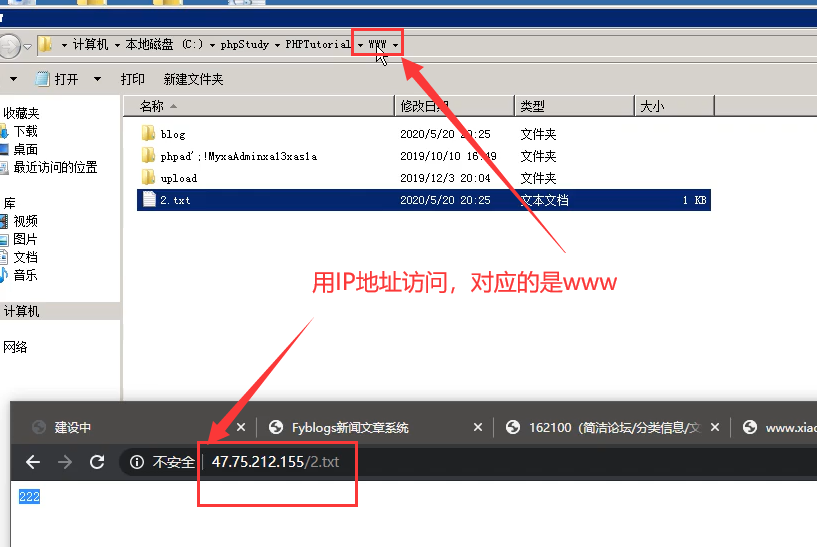 计算机 本地磁盘 (C:) phpStudy PHPTutorial WWW
打开 打印 新建文件夹
名称 修改日期 类型 大小
收藏夹
下载
桌面
最近访问的位置
库
视频
图片
文档
音乐
计算机
网络
blog 2020/5/20 20:25 文件夹
phpad';!MyxaAdminxa13xas1a 2019/10/10 16:49 文件夹
upload 2019/12/3 20:04 文件夹
2.txt 2020/5/20 20:25 文本文档 1 KB
用IP地址访问，对应的是www
建设中 Fyblogs新闻文章系统 162100（简洁论坛/分类信息/文 www.xiao
不安全 47.75.212.155/2.txt
222